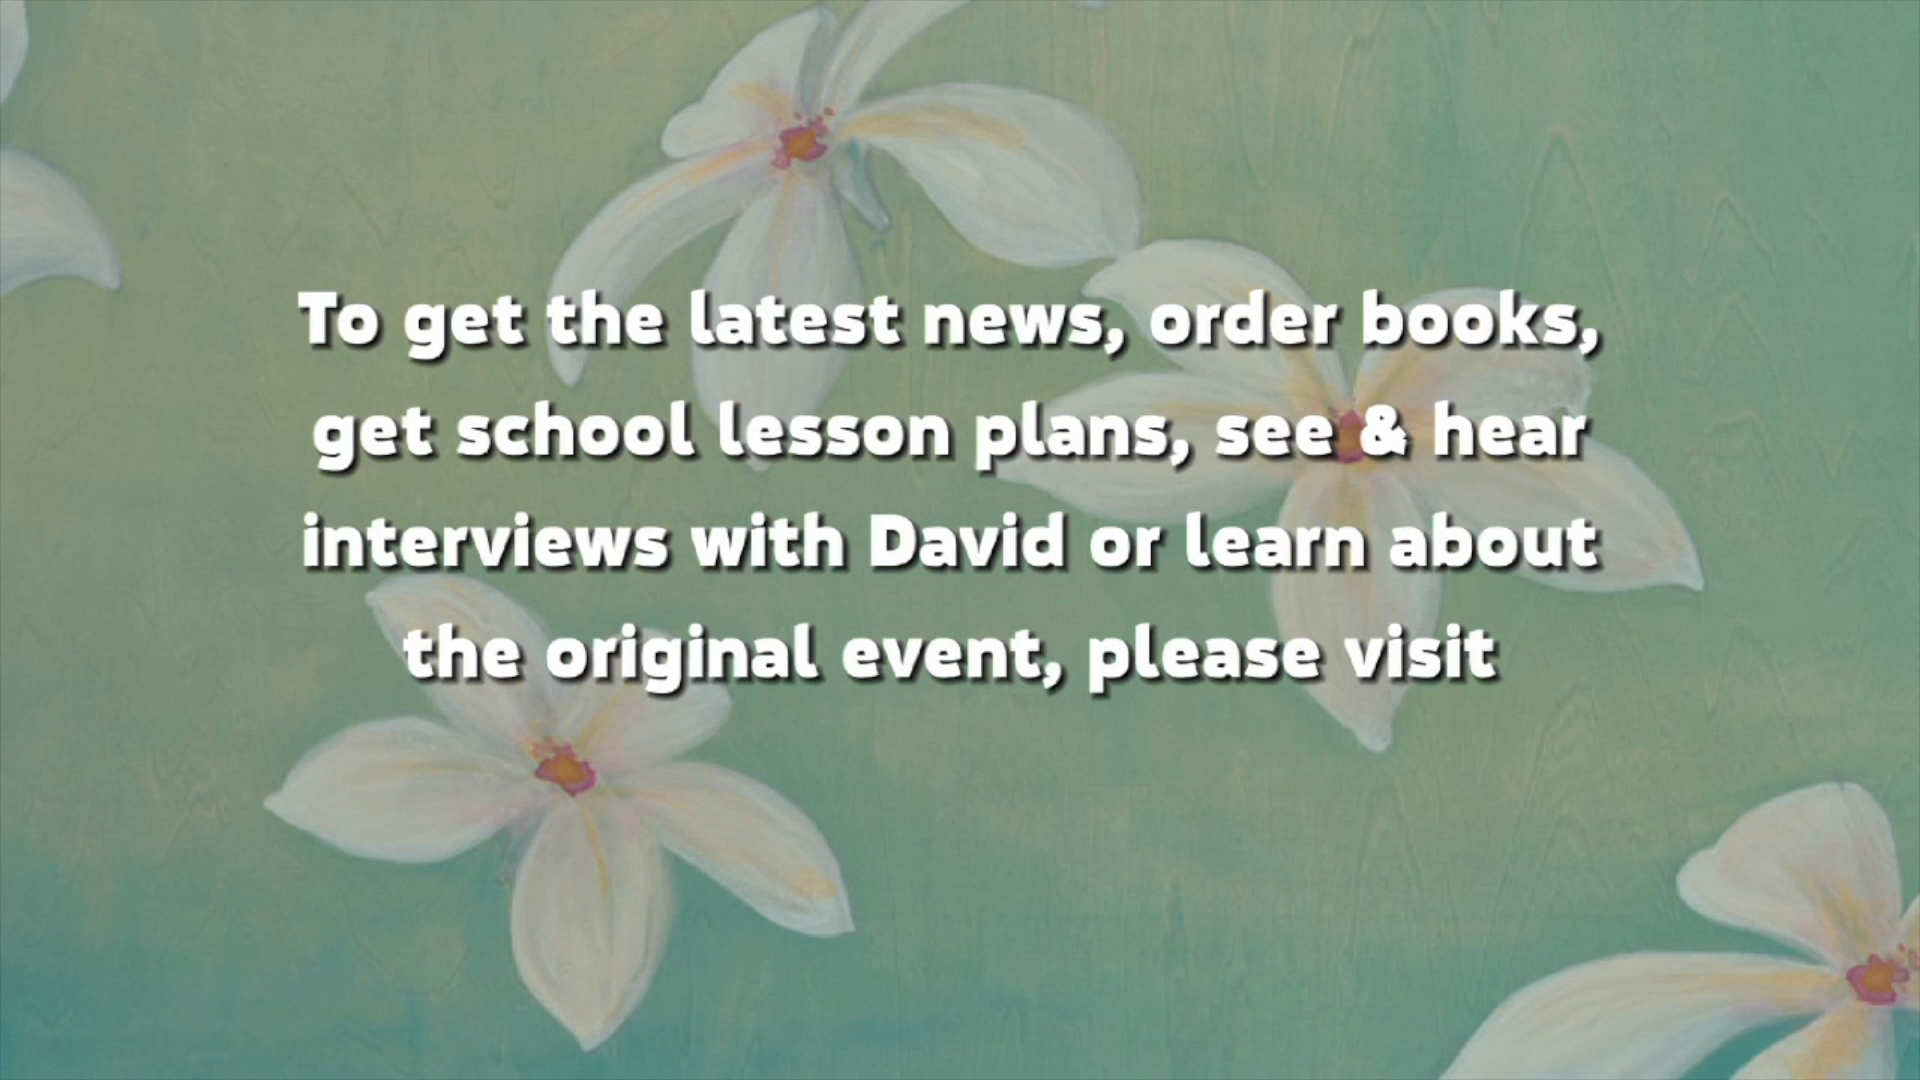 To get the latest news, order books,
get school lesson plans, see & hear
interviews with David or learn about
the original event, please visit